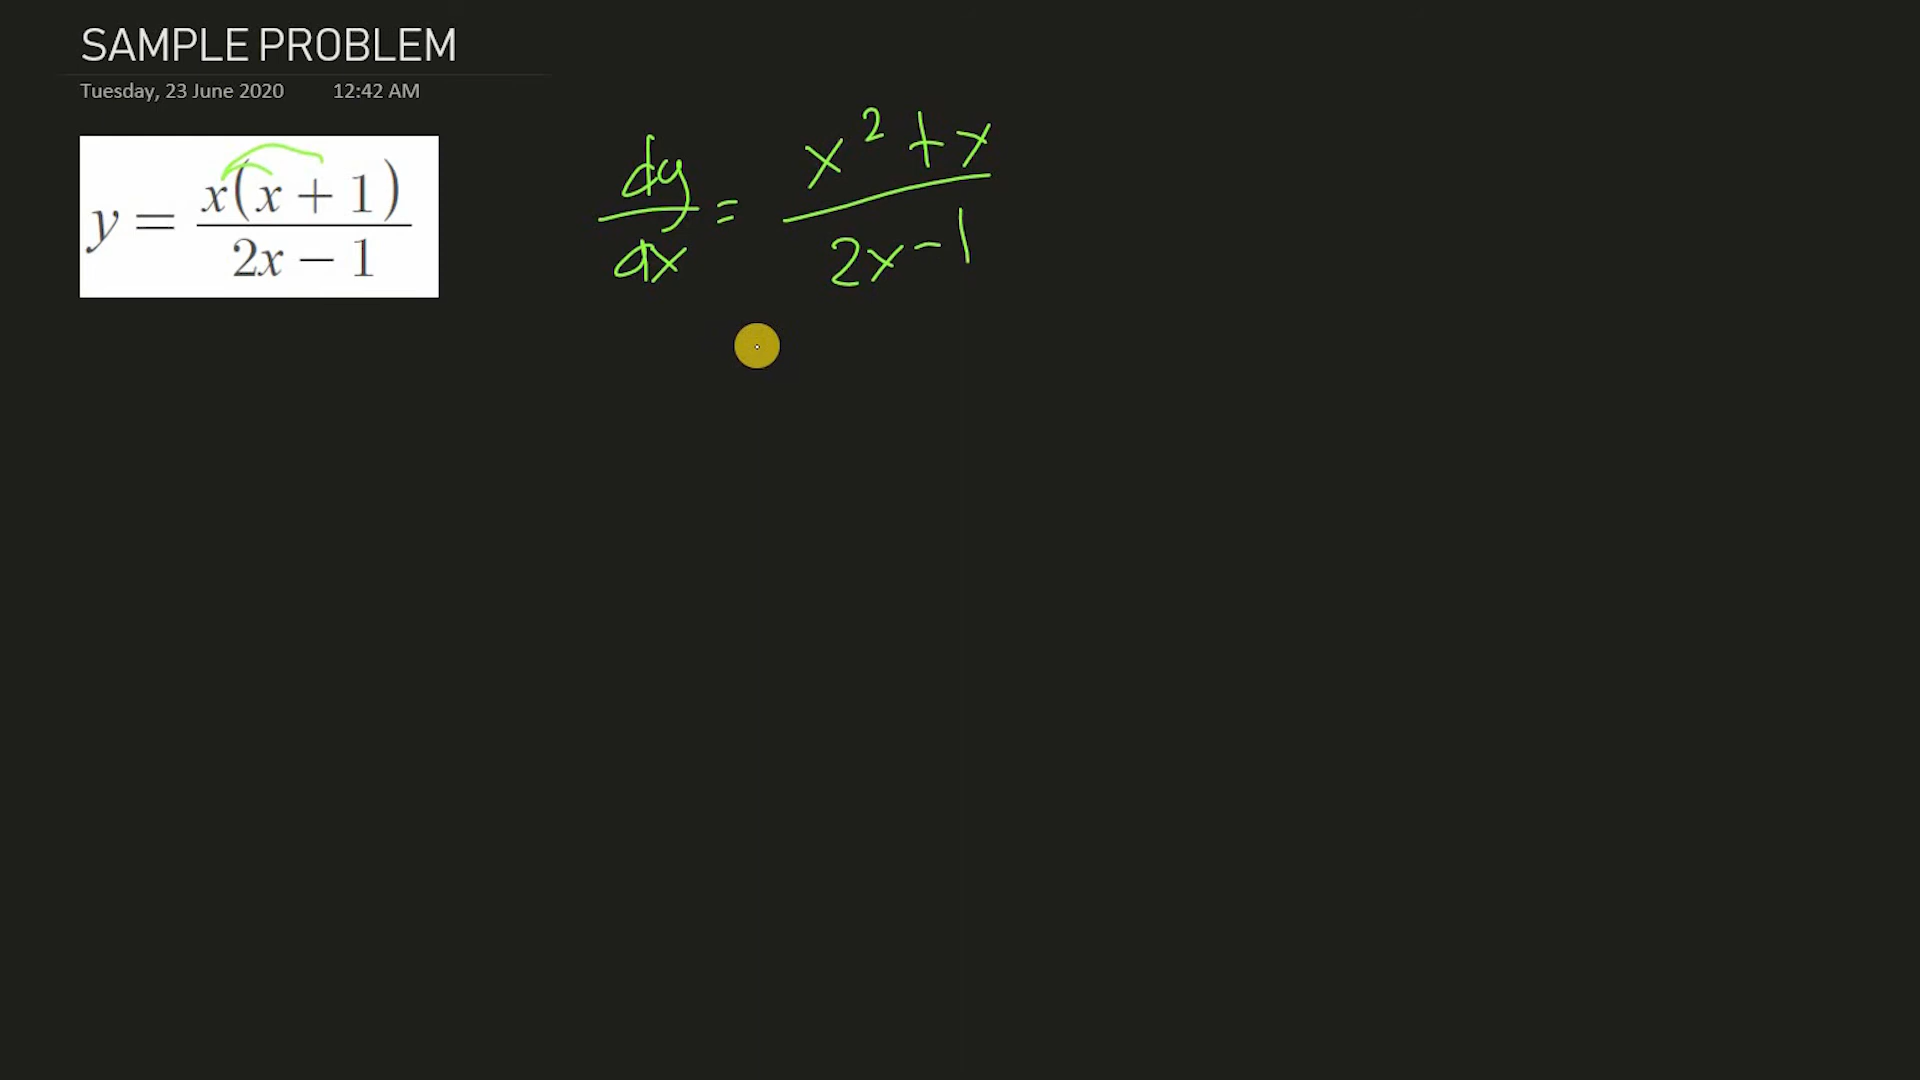 SAMPLE PROBLEM
Tuesday, 23 June 2020 12:42 AM
y = x(x + 1) / 2x − 1
dy/dx = x² + x / 2x − 1